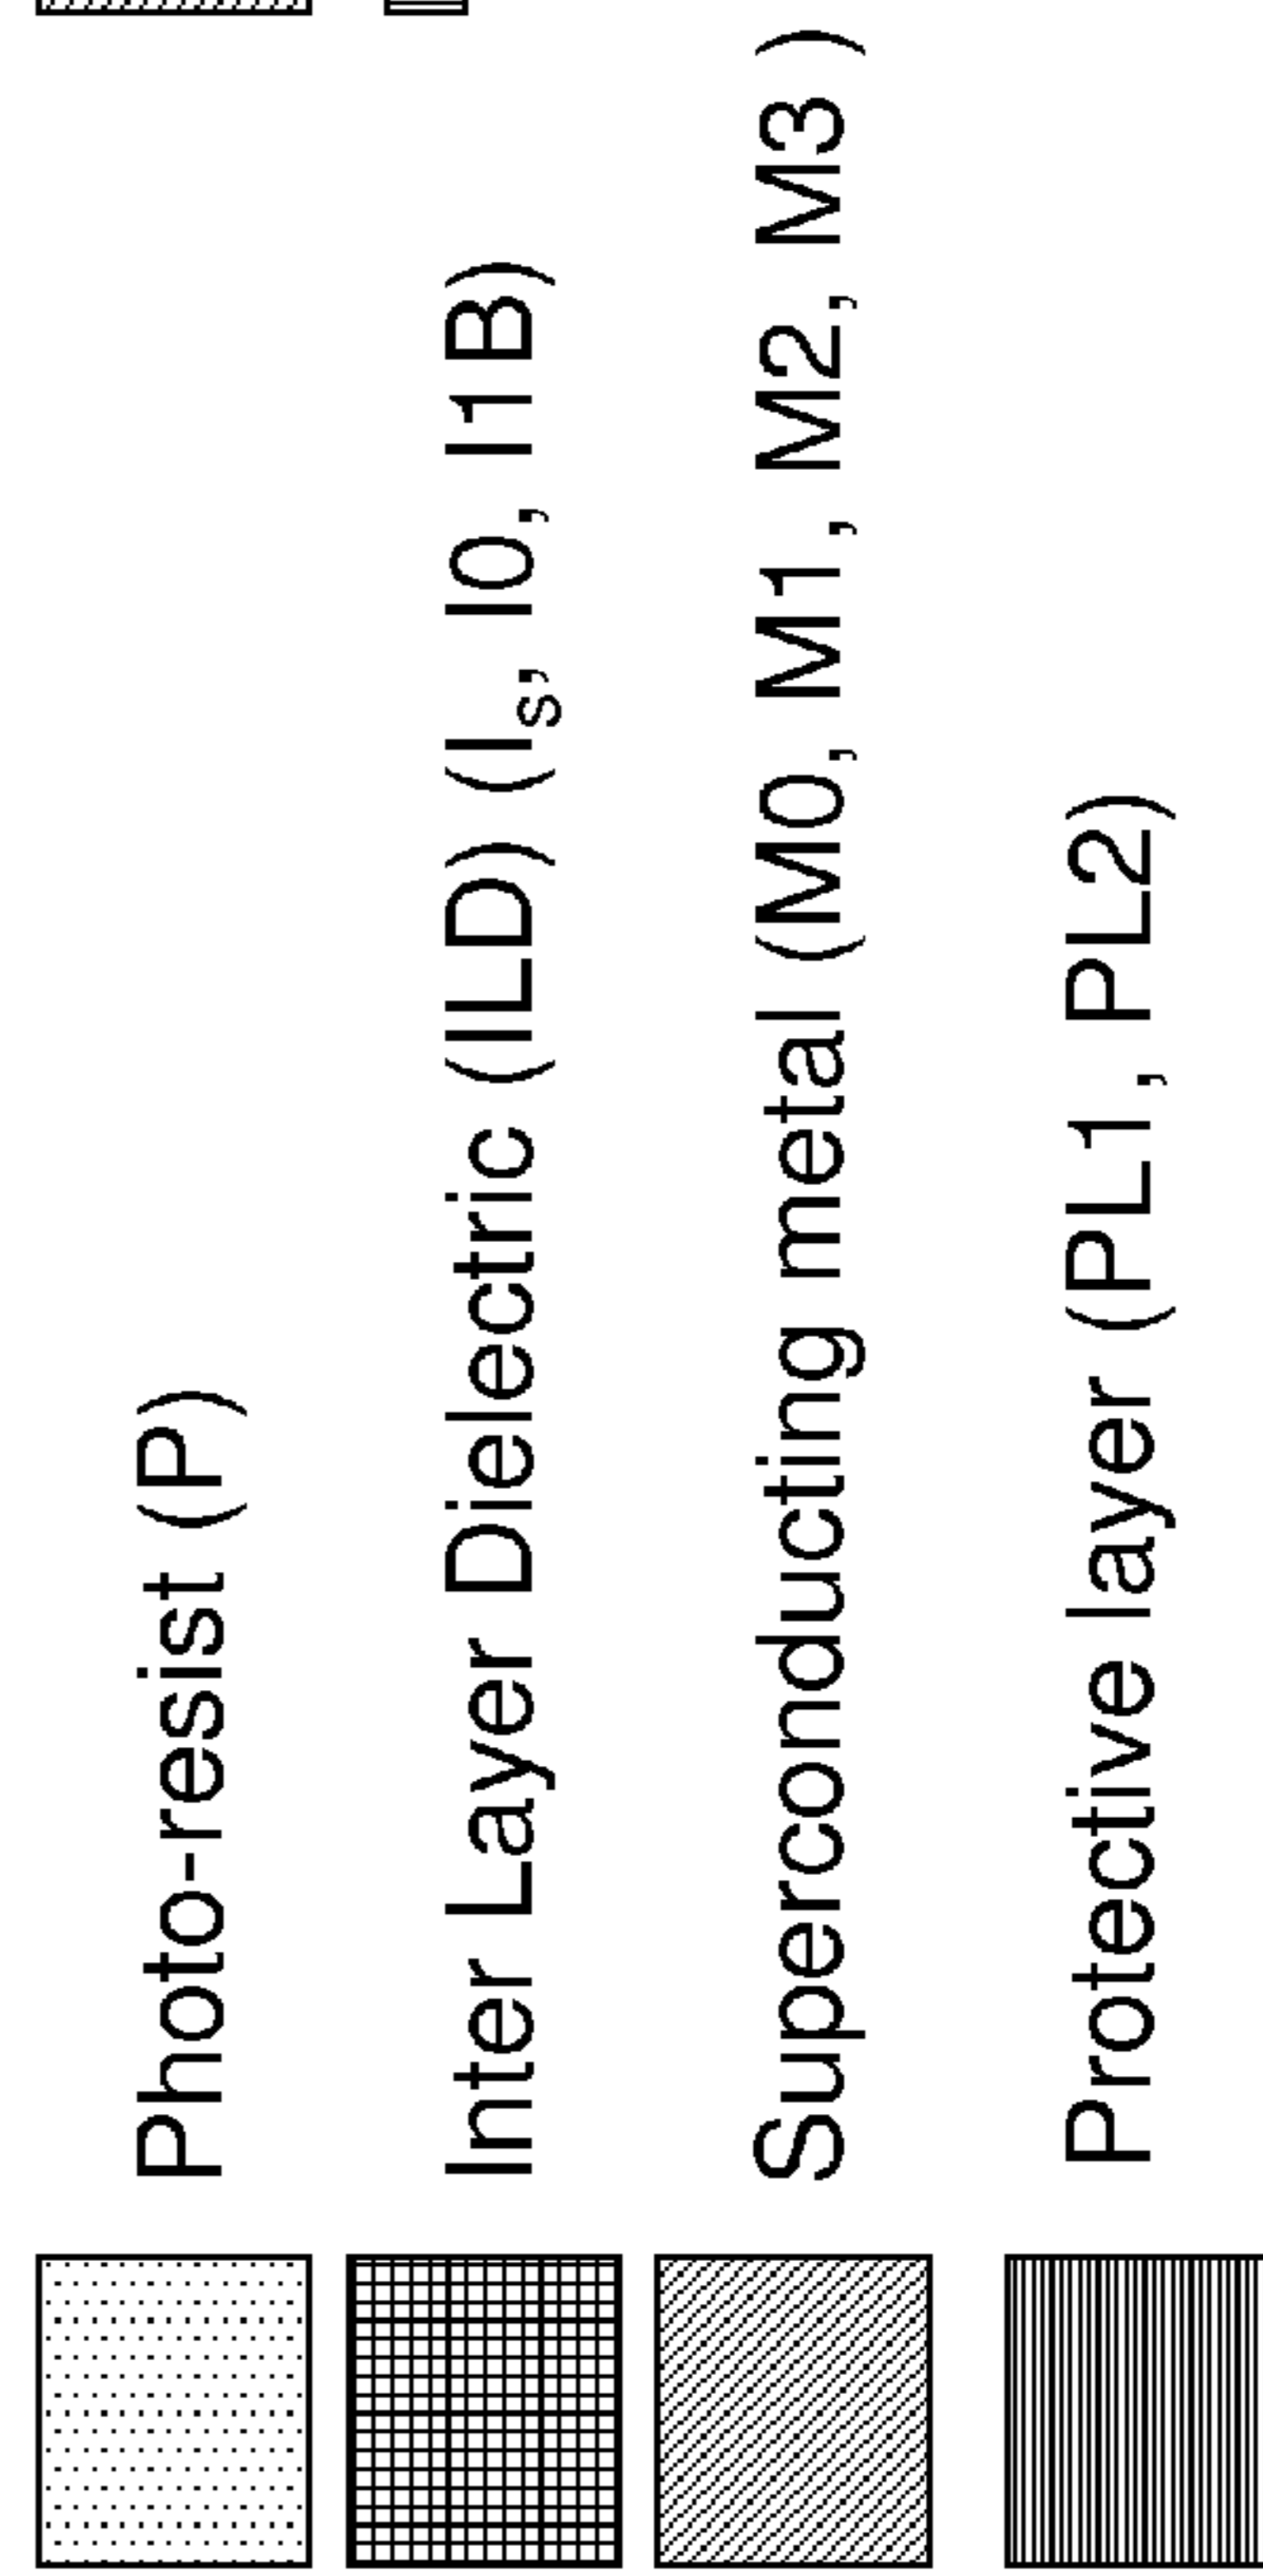 Photo-resist (P)
Inter Layer Dielectric (ILD) (Is, I0, I1B)
Superconducting metal (M0, M1, M2, M3 )
Protective layer (PL1, PL2)